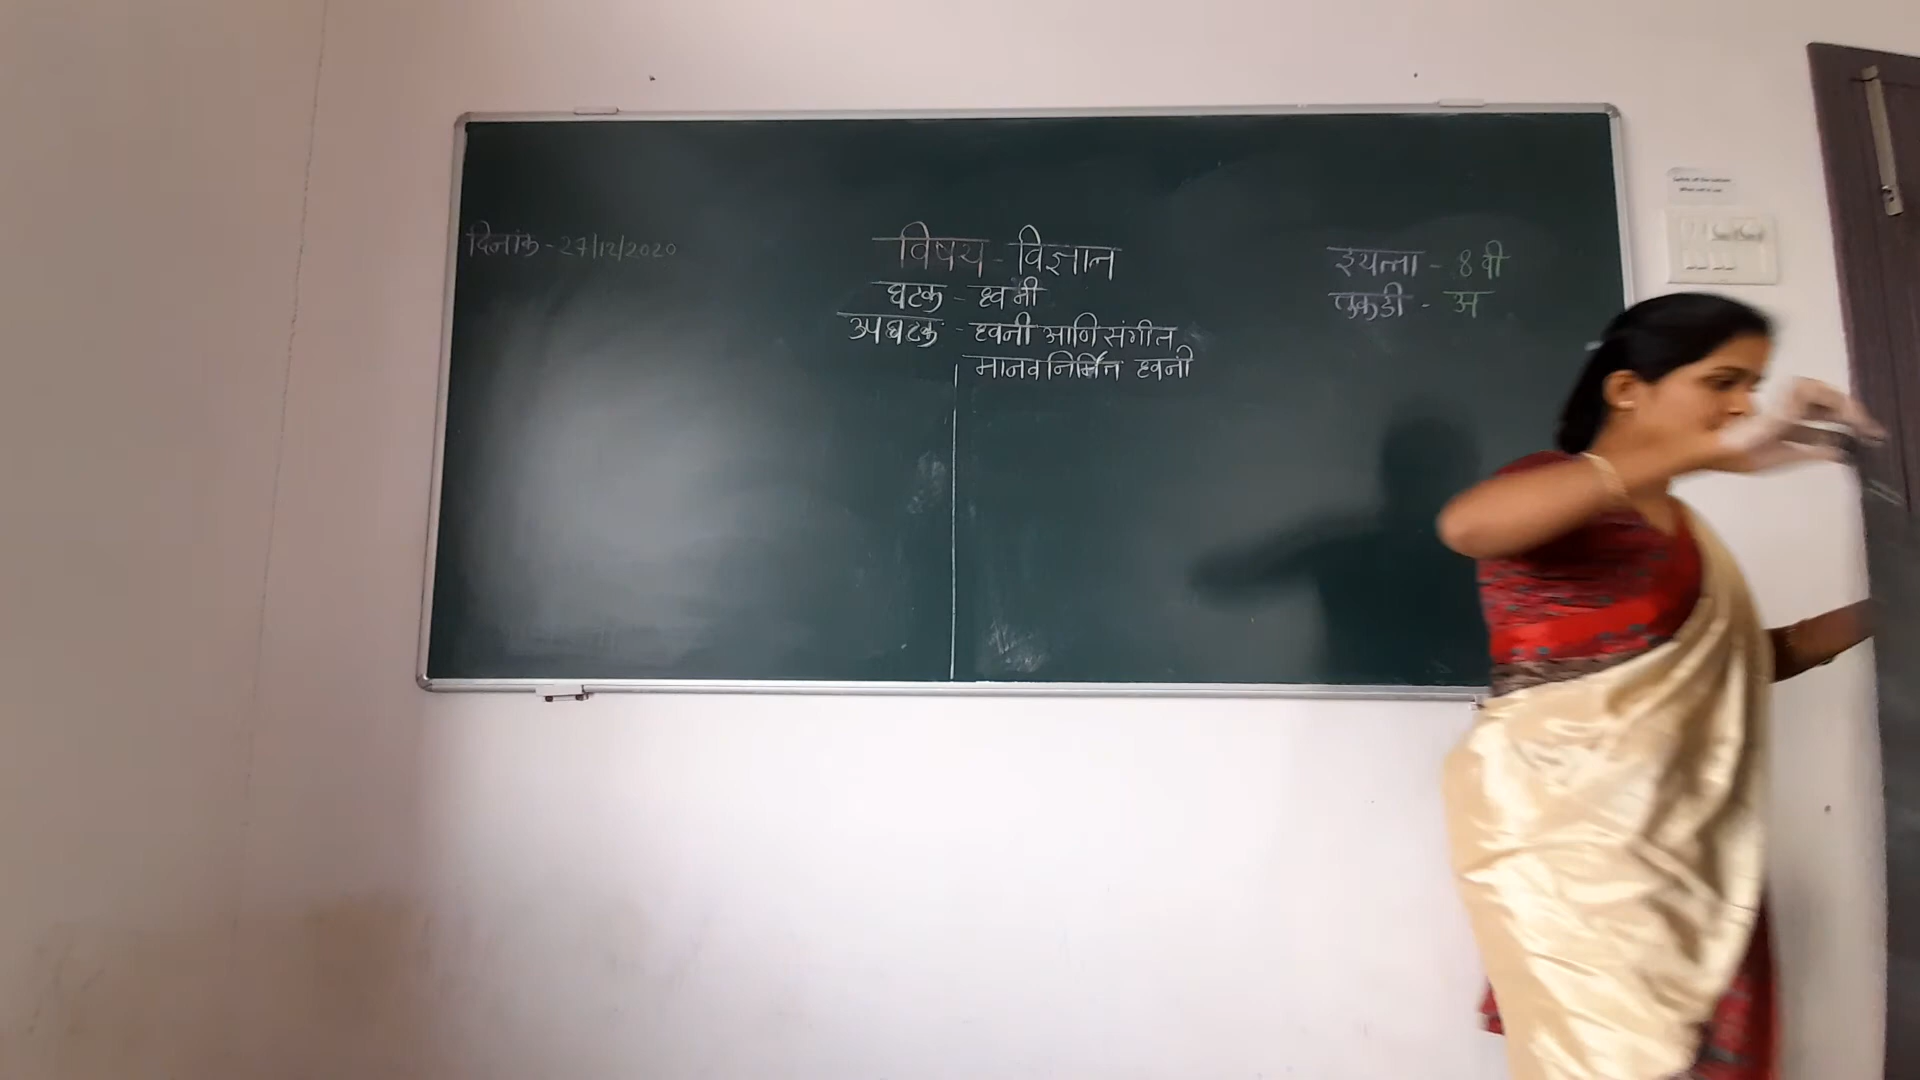 दिनांक - 27/12/2020
विषय - विज्ञान
घटक - ध्वनी
उपघटक - ध्वनी आणि संगीत
मानवनिर्मित ध्वनी
इयत्ता - 8 वी
तुकडी - अ